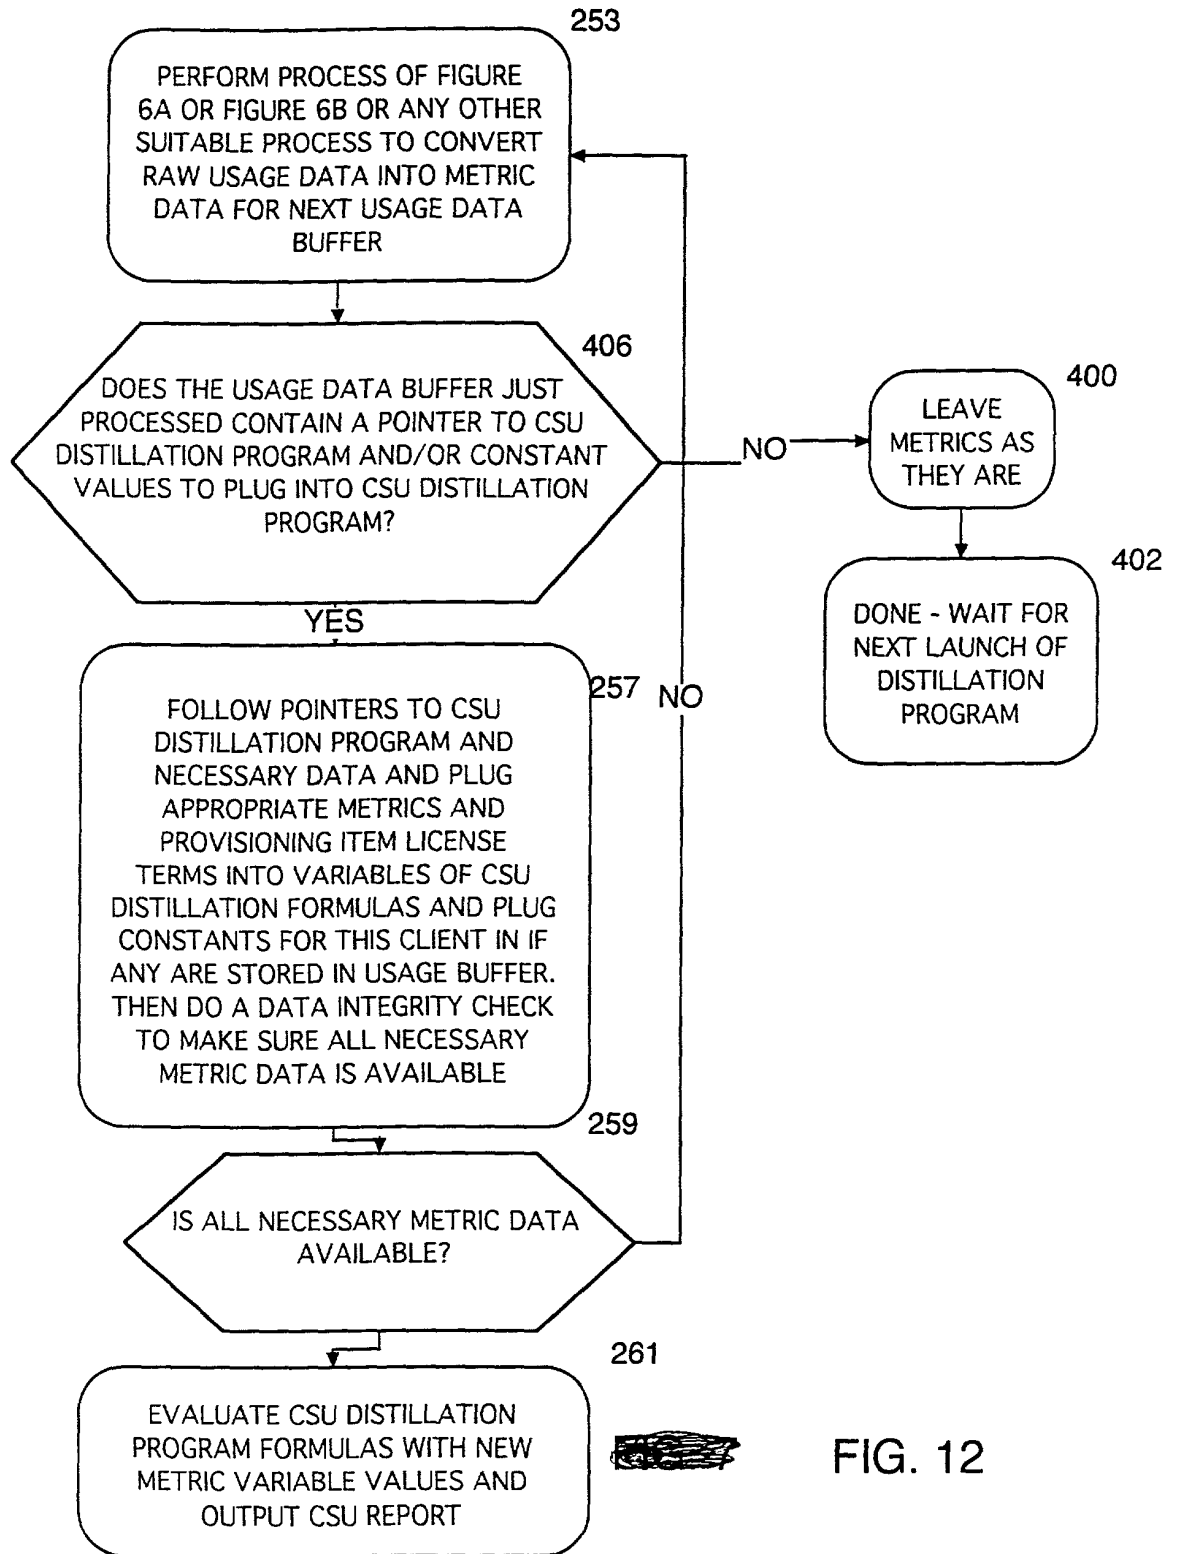 253
PERFORM PROCESS OF FIGURE
6A OR FIGURE 6B OR ANY OTHER
SUITABLE PROCESS TO CONVERT
RAW USAGE DATA INTO METRIC
DATA FOR NEXT USAGE DATA
BUFFER
406
DOES THE USAGE DATA BUFFER JUST
PROCESSED CONTAIN A POINTER TO CSU
DISTILLATION PROGRAM AND/OR CONSTANT
VALUES TO PLUG INTO CSU DISTILLATION
PROGRAM?
NO
400
LEAVE
METRICS AS
THEY ARE
402
DONE - WAIT FOR
NEXT LAUNCH OF
DISTILLATION
PROGRAM
YES
257
NO
FOLLOW POINTERS TO CSU
DISTILLATION PROGRAM AND
NECESSARY DATA AND PLUG
APPROPRIATE METRICS AND
PROVISIONING ITEM LICENSE
TERMS INTO VARIABLES OF CSU
DISTILLATION FORMULAS AND PLUG
CONSTANTS FOR THIS CLIENT IN IF
ANY ARE STORED IN USAGE BUFFER.
THEN DO A DATA INTEGRITY CHECK
TO MAKE SURE ALL NECESSARY
METRIC DATA IS AVAILABLE
259
IS ALL NECESSARY METRIC DATA
AVAILABLE?
261
EVALUATE CSU DISTILLATION
PROGRAM FORMULAS WITH NEW
METRIC VARIABLE VALUES AND
OUTPUT CSU REPORT
FIG. 12